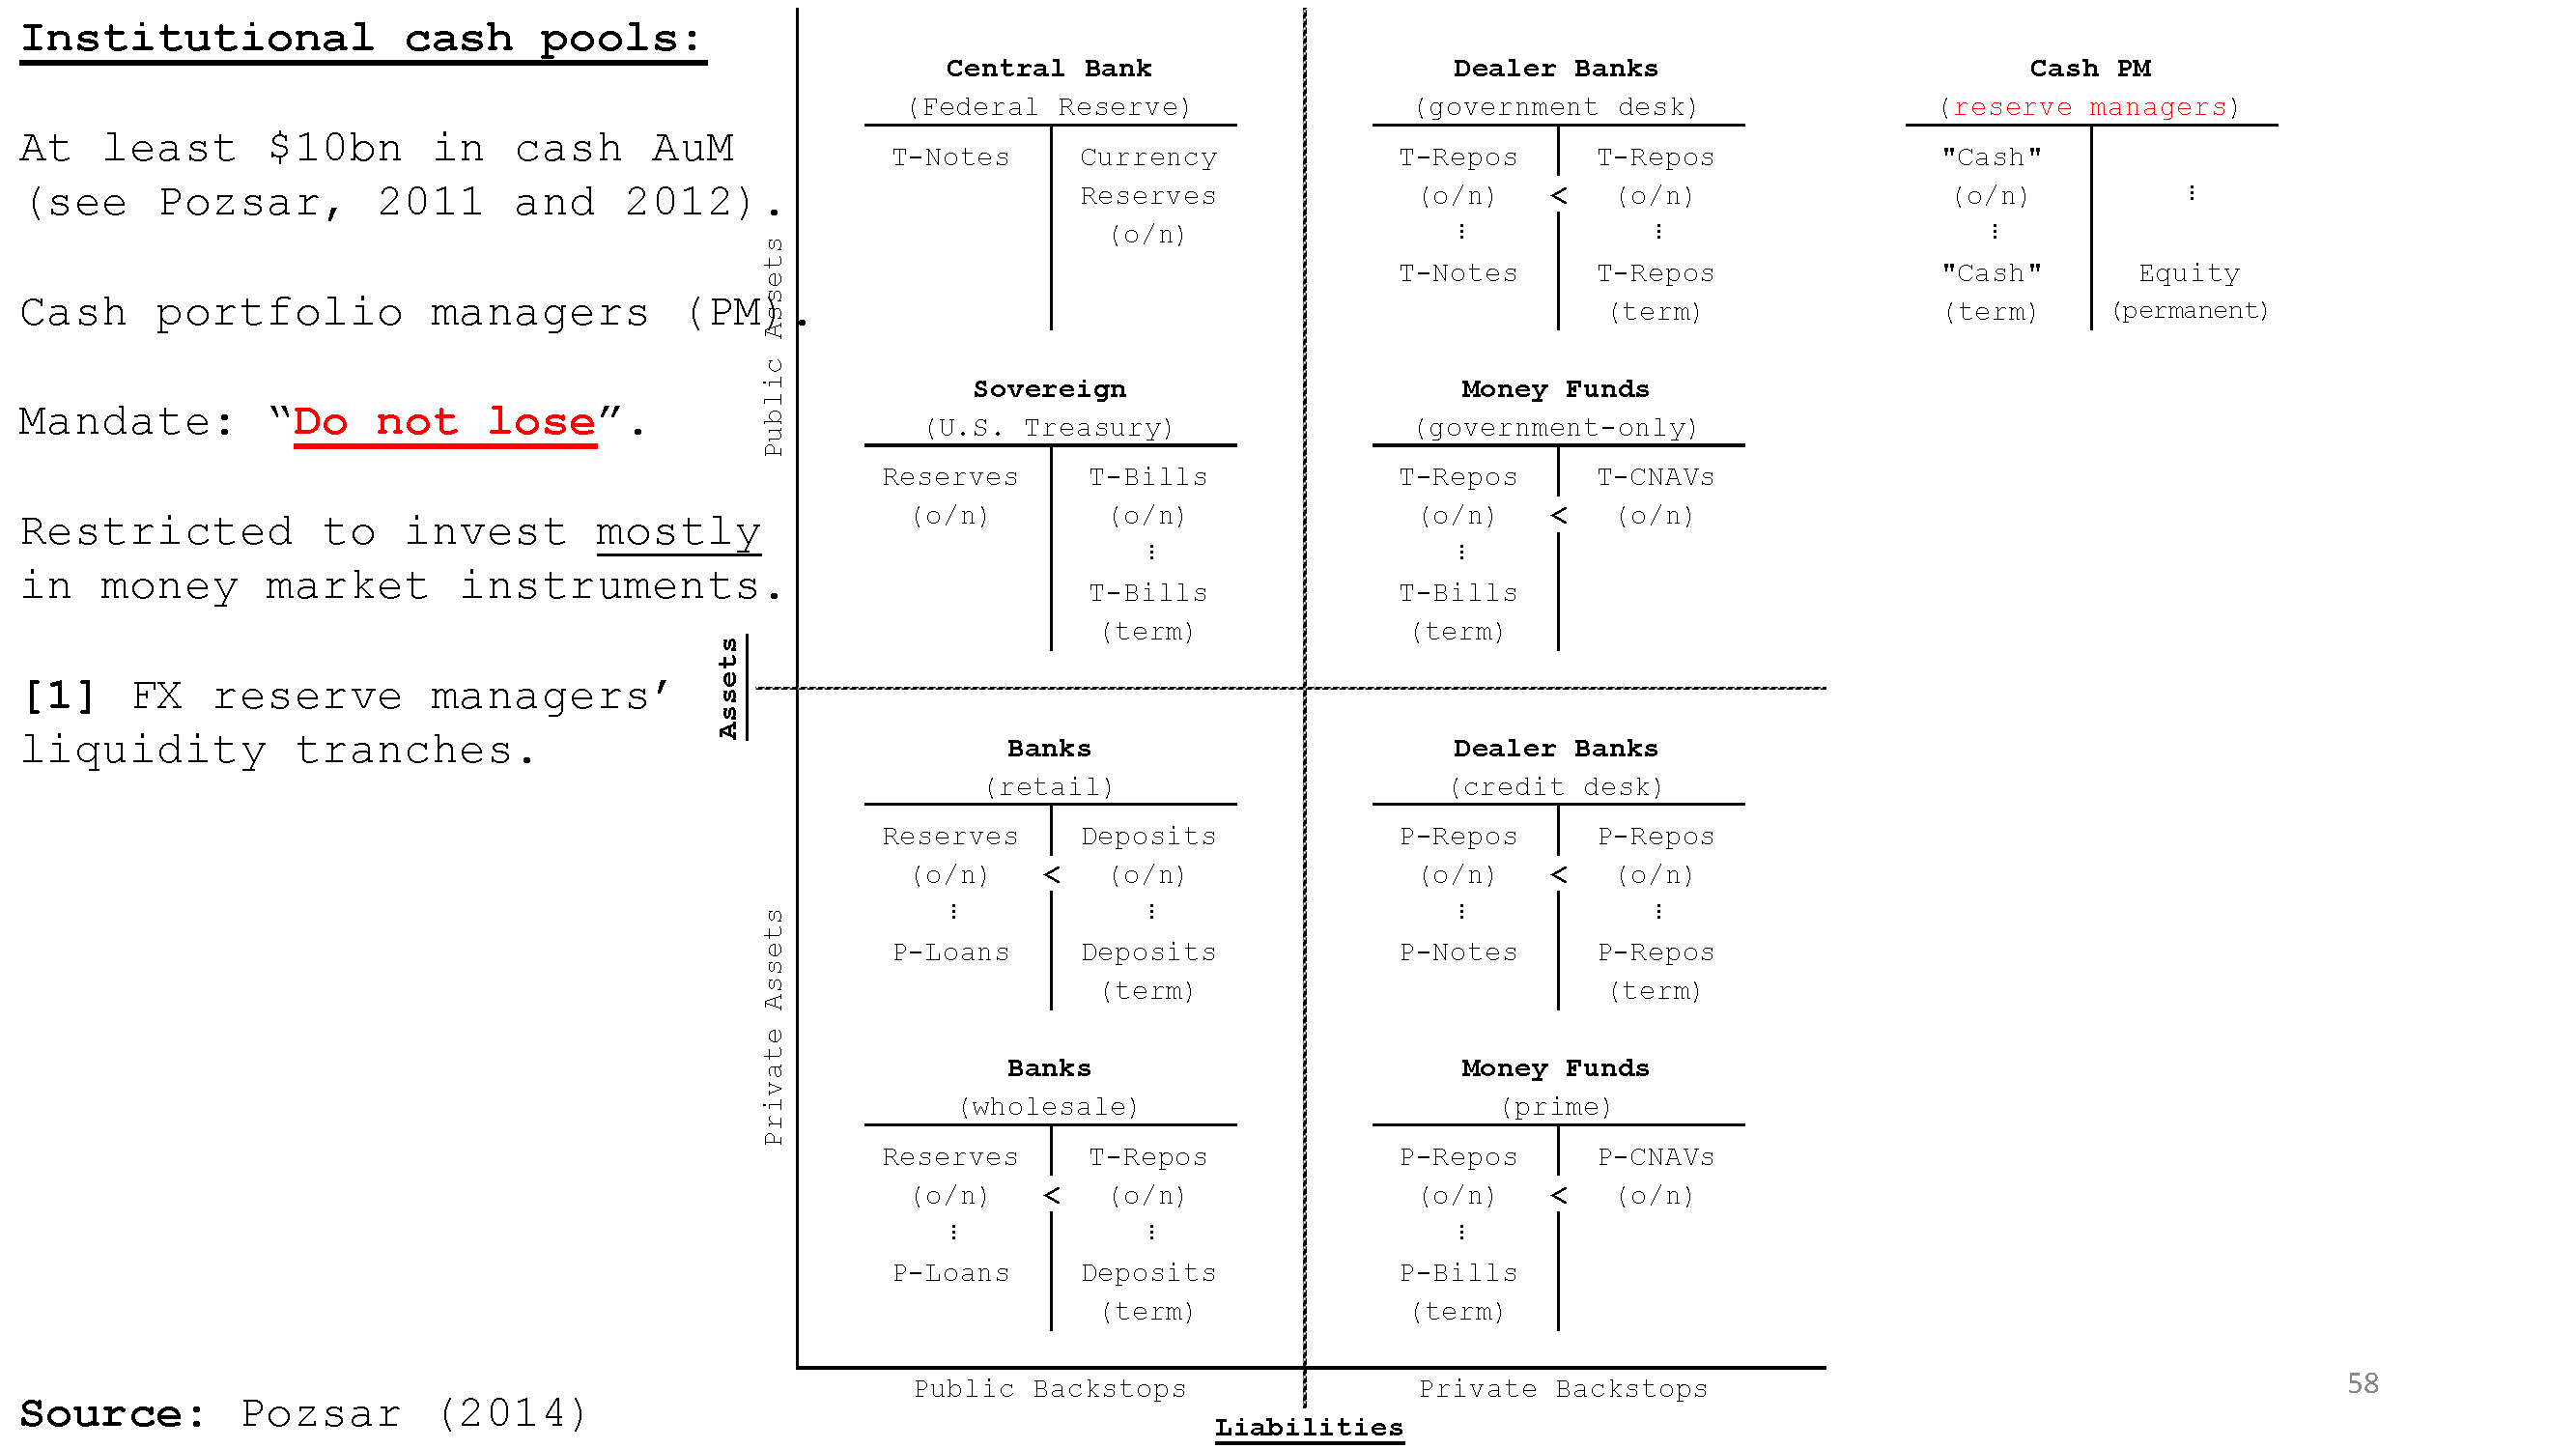 Institutional cash pools:
At least $10bn in cash AuM
(see Pozsar, 2011 and 2012).
Cash portfolio managers (PM).
Mandate: “Do not lose”.
Restricted to invest mostly
in money market instruments.
[1] FX reserve managers’
liquidity tranches.
Source: Pozsar (2014)
Assets
Public Assets
Private Assets
Central Bank
(Federal Reserve)
T-Notes Currency
Reserves
(o/n)
Dealer Banks
(government desk)
T-Repos T-Repos
(o/n) < (o/n)
⋮ ⋮
T-Notes T-Repos
(term)
Cash PM
(reserve managers)
"Cash"
(o/n) ⋮
⋮
"Cash" Equity
(term) (permanent)
Sovereign
(U.S. Treasury)
Reserves T-Bills
(o/n) (o/n)
⋮
T-Bills
(term)
Money Funds
(government-only)
T-Repos T-CNAVs
(o/n) < (o/n)
⋮
T-Bills
(term)
Banks
(retail)
Reserves Deposits
(o/n) < (o/n)
⋮ ⋮
P-Loans Deposits
(term)
Dealer Banks
(credit desk)
P-Repos P-Repos
(o/n) < (o/n)
⋮ ⋮
P-Notes P-Repos
(term)
Banks
(wholesale)
Reserves T-Repos
(o/n) < (o/n)
⋮ ⋮
P-Loans Deposits
(term)
Money Funds
(prime)
P-Repos P-CNAVs
(o/n) < (o/n)
⋮
P-Bills
(term)
Public Backstops Private Backstops
Liabilities
58